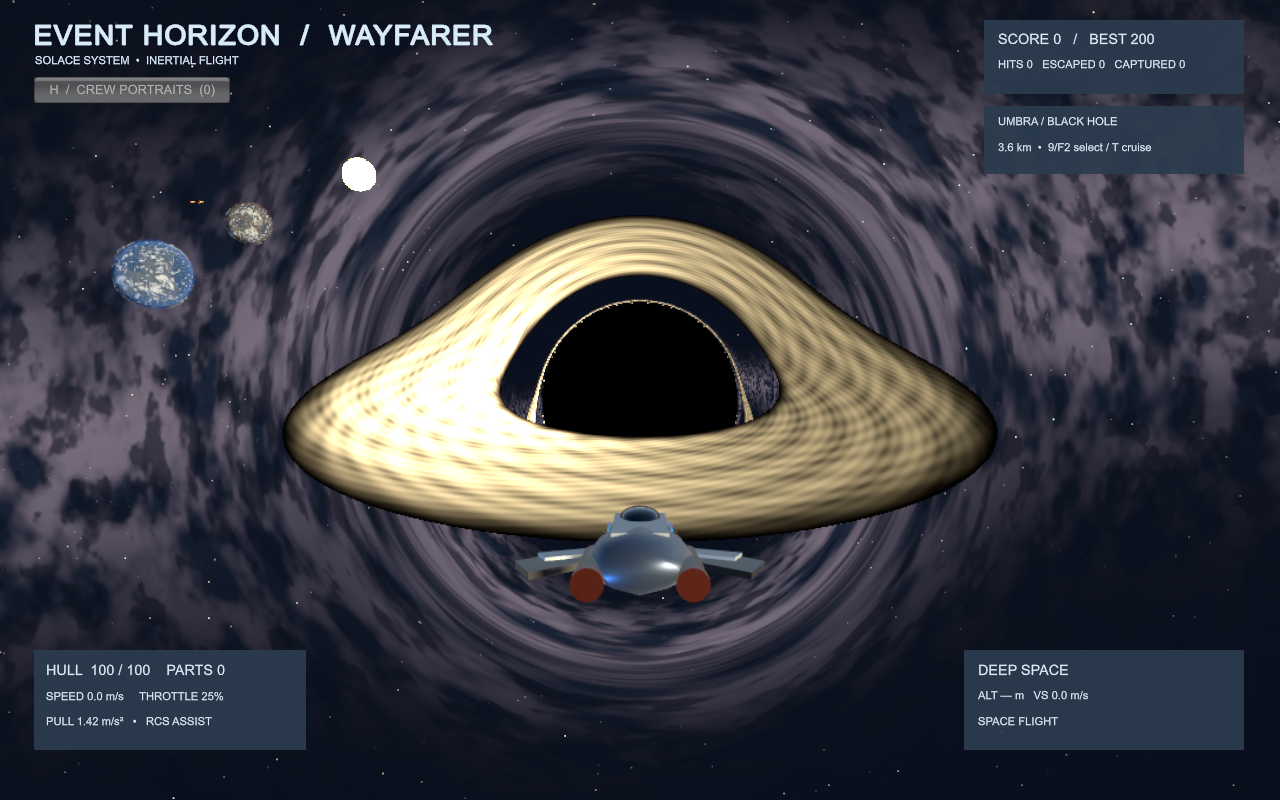 EVENT HORIZON / WAYFARER
SOLACE SYSTEM • INERTIAL FLIGHT
H / CREW PORTRAITS (0)
SCORE 0 / BEST 200
HITS 0 ESCAPED 0 CAPTURED 0
UMBRA / BLACK HOLE
3.6 km • 9/F2 select / T cruise
HULL 100 / 100 PARTS 0
SPEED 0.0 m/s THROTTLE 25%
PULL 1.42 m/s² • RCS ASSIST
DEEP SPACE
ALT — m VS 0.0 m/s
SPACE FLIGHT